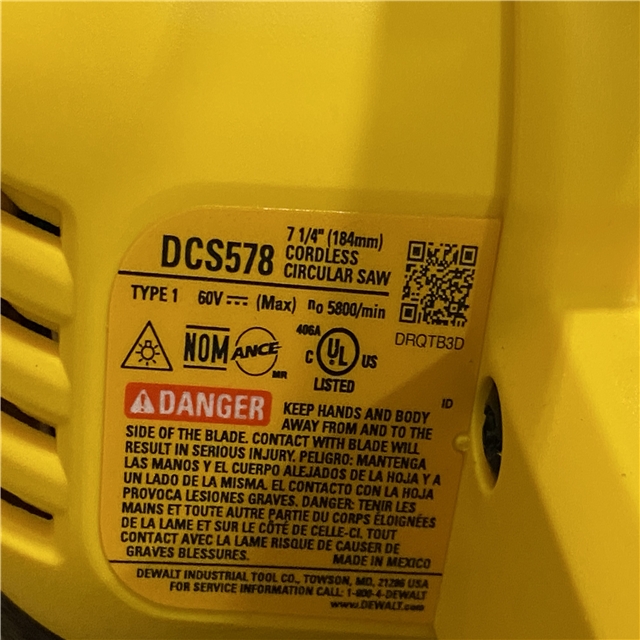 DCS578
7 1/4" (184mm)
CORDLESS
CIRCULAR SAW
TYPE 1 60V (Max) n₀ 5800/min
DRQTB3D
NOM ANCE MR
406A
C UL US
LISTED
ID
DANGER KEEP HANDS AND BODY
AWAY FROM AND TO THE
SIDE OF THE BLADE. CONTACT WITH BLADE WILL
RESULT IN SERIOUS INJURY. PELIGRO: MANTENGA
LAS MANOS Y EL CUERPO ALEJADOS DE LA HOJA Y A
UN LADO DE LA MISMA. EL CONTACTO CON LA HOJA
PROVOCA LESIONES GRAVES. DANGER: TENIR LES
MAINS ET TOUTE AUTRE PARTIE DU CORPS ÉLOIGNÉES
DE LA LAME ET SUR LE CÔTÉ DE CELLE-CI. TOUT
CONTACT AVEC LA LAME RISQUE DE CAUSER DE
GRAVES BLESSURES. MADE IN MEXICO
DEWALT INDUSTRIAL TOOL CO., TOWSON, MD. 21286 USA
FOR SERVICE INFORMATION CALL: 1-800-4-DEWALT
www.DEWALT.com